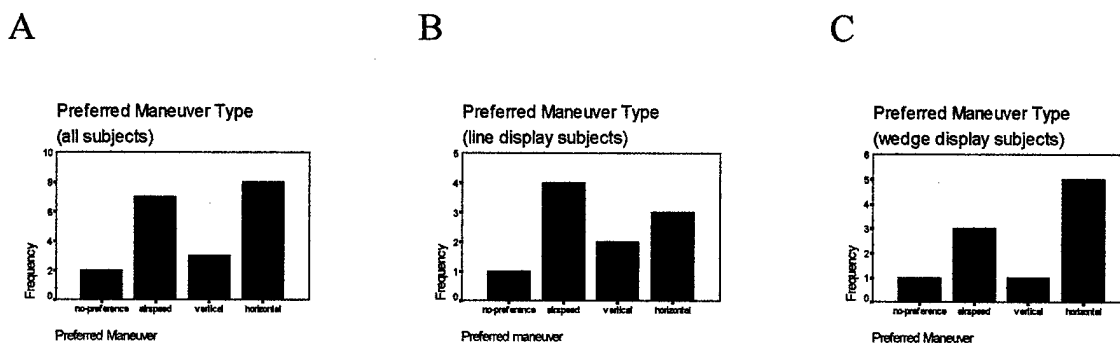 A
Preferred Maneuver Type
(all subjects)
10
8
6
4
2
0
Frequency
no-preference airspeed vertical horizontal
Preferred Maneuver
B
Preferred Maneuver Type
(line display subjects)
5
4
3
2
1
0
Frequency
no-preference airspeed vertical horizontal
Preferred maneuver
C
Preferred Maneuver Type
(wedge display subjects)
6
5
4
3
2
1
0
Frequency
no-preference airspeed vertical horizontal
Preferred Maneuver